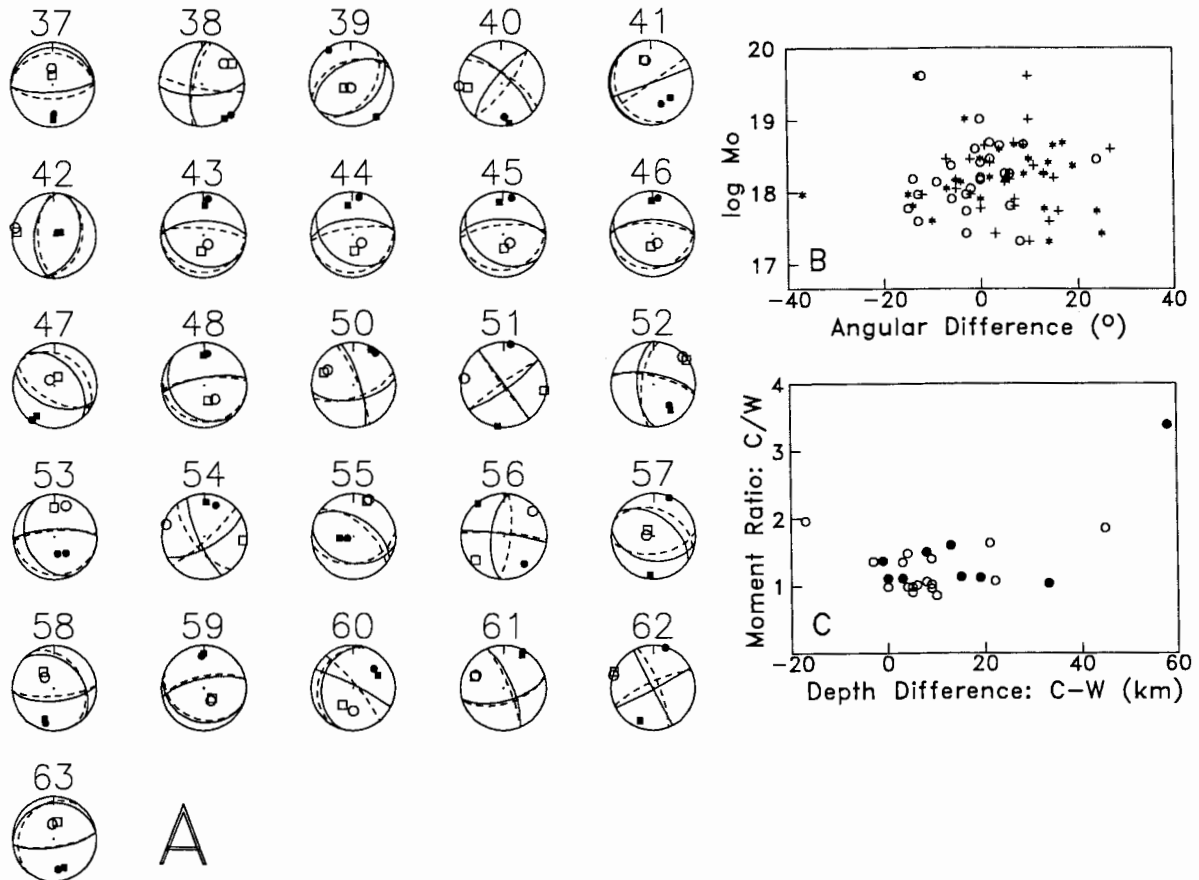 37 38 39 40 41
42 43 44 45 46
47 48 50 51 52
53 54 55 56 57
58 59 60 61 62
63
A
20
19
18
17
log Mo
B
-40 -20 0 20 40
Angular Difference (°)
4
3
2
1
Moment Ratio: C/W
C
-20 0 20 40 60
Depth Difference: C-W (km)